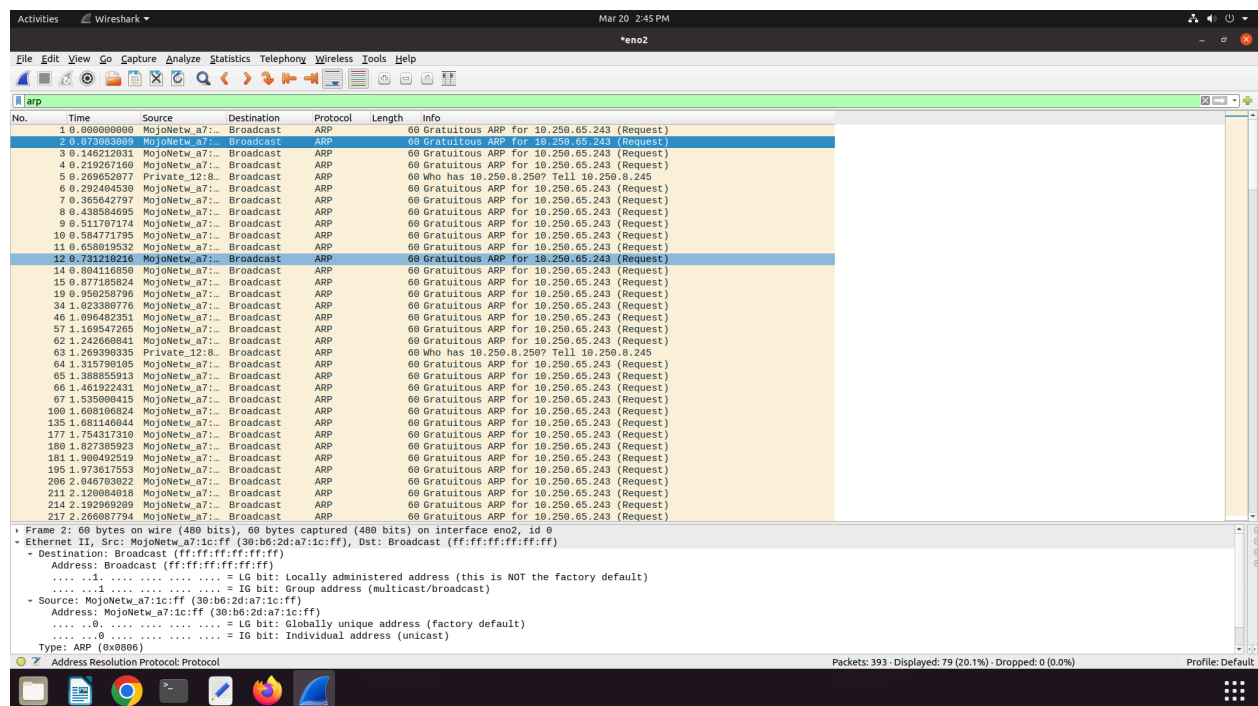 Activities Wireshark Mar 20 2:45 PM
*eno2
File Edit View Go Capture Analyze Statistics Telephony Wireless Tools Help
arp
No. Time Source Destination Protocol Length Info
1 0.000000000 MojoNetw_a7:… Broadcast ARP 60 Gratuitous ARP for 10.250.65.243 (Request)
2 0.073083009 MojoNetw_a7:… Broadcast ARP 60 Gratuitous ARP for 10.250.65.243 (Request)
3 0.146212031 MojoNetw_a7:… Broadcast ARP 60 Gratuitous ARP for 10.250.65.243 (Request)
4 0.219267160 MojoNetw_a7:… Broadcast ARP 60 Gratuitous ARP for 10.250.65.243 (Request)
5 0.269652077 Private_12:8… Broadcast ARP 60 Who has 10.250.8.250? Tell 10.250.8.245
6 0.292404530 MojoNetw_a7:… Broadcast ARP 60 Gratuitous ARP for 10.250.65.243 (Request)
7 0.365642797 MojoNetw_a7:… Broadcast ARP 60 Gratuitous ARP for 10.250.65.243 (Request)
8 0.438584695 MojoNetw_a7:… Broadcast ARP 60 Gratuitous ARP for 10.250.65.243 (Request)
9 0.511707174 MojoNetw_a7:… Broadcast ARP 60 Gratuitous ARP for 10.250.65.243 (Request)
10 0.584771795 MojoNetw_a7:… Broadcast ARP 60 Gratuitous ARP for 10.250.65.243 (Request)
11 0.658019532 MojoNetw_a7:… Broadcast ARP 60 Gratuitous ARP for 10.250.65.243 (Request)
12 0.731210216 MojoNetw_a7:… Broadcast ARP 60 Gratuitous ARP for 10.250.65.243 (Request)
14 0.804116850 MojoNetw_a7:… Broadcast ARP 60 Gratuitous ARP for 10.250.65.243 (Request)
15 0.877185824 MojoNetw_a7:… Broadcast ARP 60 Gratuitous ARP for 10.250.65.243 (Request)
19 0.950258796 MojoNetw_a7:… Broadcast ARP 60 Gratuitous ARP for 10.250.65.243 (Request)
34 1.023380776 MojoNetw_a7:… Broadcast ARP 60 Gratuitous ARP for 10.250.65.243 (Request)
46 1.096482351 MojoNetw_a7:… Broadcast ARP 60 Gratuitous ARP for 10.250.65.243 (Request)
57 1.169547265 MojoNetw_a7:… Broadcast ARP 60 Gratuitous ARP for 10.250.65.243 (Request)
62 1.242660841 MojoNetw_a7:… Broadcast ARP 60 Gratuitous ARP for 10.250.65.243 (Request)
63 1.269390335 Private_12:8… Broadcast ARP 60 Who has 10.250.8.250? Tell 10.250.8.245
64 1.315790105 MojoNetw_a7:… Broadcast ARP 60 Gratuitous ARP for 10.250.65.243 (Request)
65 1.388855913 MojoNetw_a7:… Broadcast ARP 60 Gratuitous ARP for 10.250.65.243 (Request)
66 1.461922431 MojoNetw_a7:… Broadcast ARP 60 Gratuitous ARP for 10.250.65.243 (Request)
67 1.535000415 MojoNetw_a7:… Broadcast ARP 60 Gratuitous ARP for 10.250.65.243 (Request)
100 1.608106824 MojoNetw_a7:… Broadcast ARP 60 Gratuitous ARP for 10.250.65.243 (Request)
135 1.681146044 MojoNetw_a7:… Broadcast ARP 60 Gratuitous ARP for 10.250.65.243 (Request)
177 1.754317310 MojoNetw_a7:… Broadcast ARP 60 Gratuitous ARP for 10.250.65.243 (Request)
180 1.827385923 MojoNetw_a7:… Broadcast ARP 60 Gratuitous ARP for 10.250.65.243 (Request)
181 1.900492519 MojoNetw_a7:… Broadcast ARP 60 Gratuitous ARP for 10.250.65.243 (Request)
195 1.973617553 MojoNetw_a7:… Broadcast ARP 60 Gratuitous ARP for 10.250.65.243 (Request)
206 2.046703022 MojoNetw_a7:… Broadcast ARP 60 Gratuitous ARP for 10.250.65.243 (Request)
211 2.120084018 MojoNetw_a7:… Broadcast ARP 60 Gratuitous ARP for 10.250.65.243 (Request)
214 2.192969209 MojoNetw_a7:… Broadcast ARP 60 Gratuitous ARP for 10.250.65.243 (Request)
217 2.266087794 MojoNetw_a7:… Broadcast ARP 60 Gratuitous ARP for 10.250.65.243 (Request)
Frame 2: 60 bytes on wire (480 bits), 60 bytes captured (480 bits) on interface eno2, id 0
Ethernet II, Src: MojoNetw_a7:1c:ff (30:b6:2d:a7:1c:ff), Dst: Broadcast (ff:ff:ff:ff:ff:ff)
Destination: Broadcast (ff:ff:ff:ff:ff:ff)
Address: Broadcast (ff:ff:ff:ff:ff:ff)
.... ..1. .... .... .... .... = LG bit: Locally administered address (this is NOT the factory default)
.... ...1 .... .... .... .... = IG bit: Group address (multicast/broadcast)
Source: MojoNetw_a7:1c:ff (30:b6:2d:a7:1c:ff)
Address: MojoNetw_a7:1c:ff (30:b6:2d:a7:1c:ff)
.... ..0. .... .... .... .... = LG bit: Globally unique address (factory default)
.... ...0 .... .... .... .... = IG bit: Individual address (unicast)
Type: ARP (0x0806)
Address Resolution Protocol: Protocol Packets: 393 · Displayed: 79 (20.1%) · Dropped: 0 (0.0%) Profile: Default